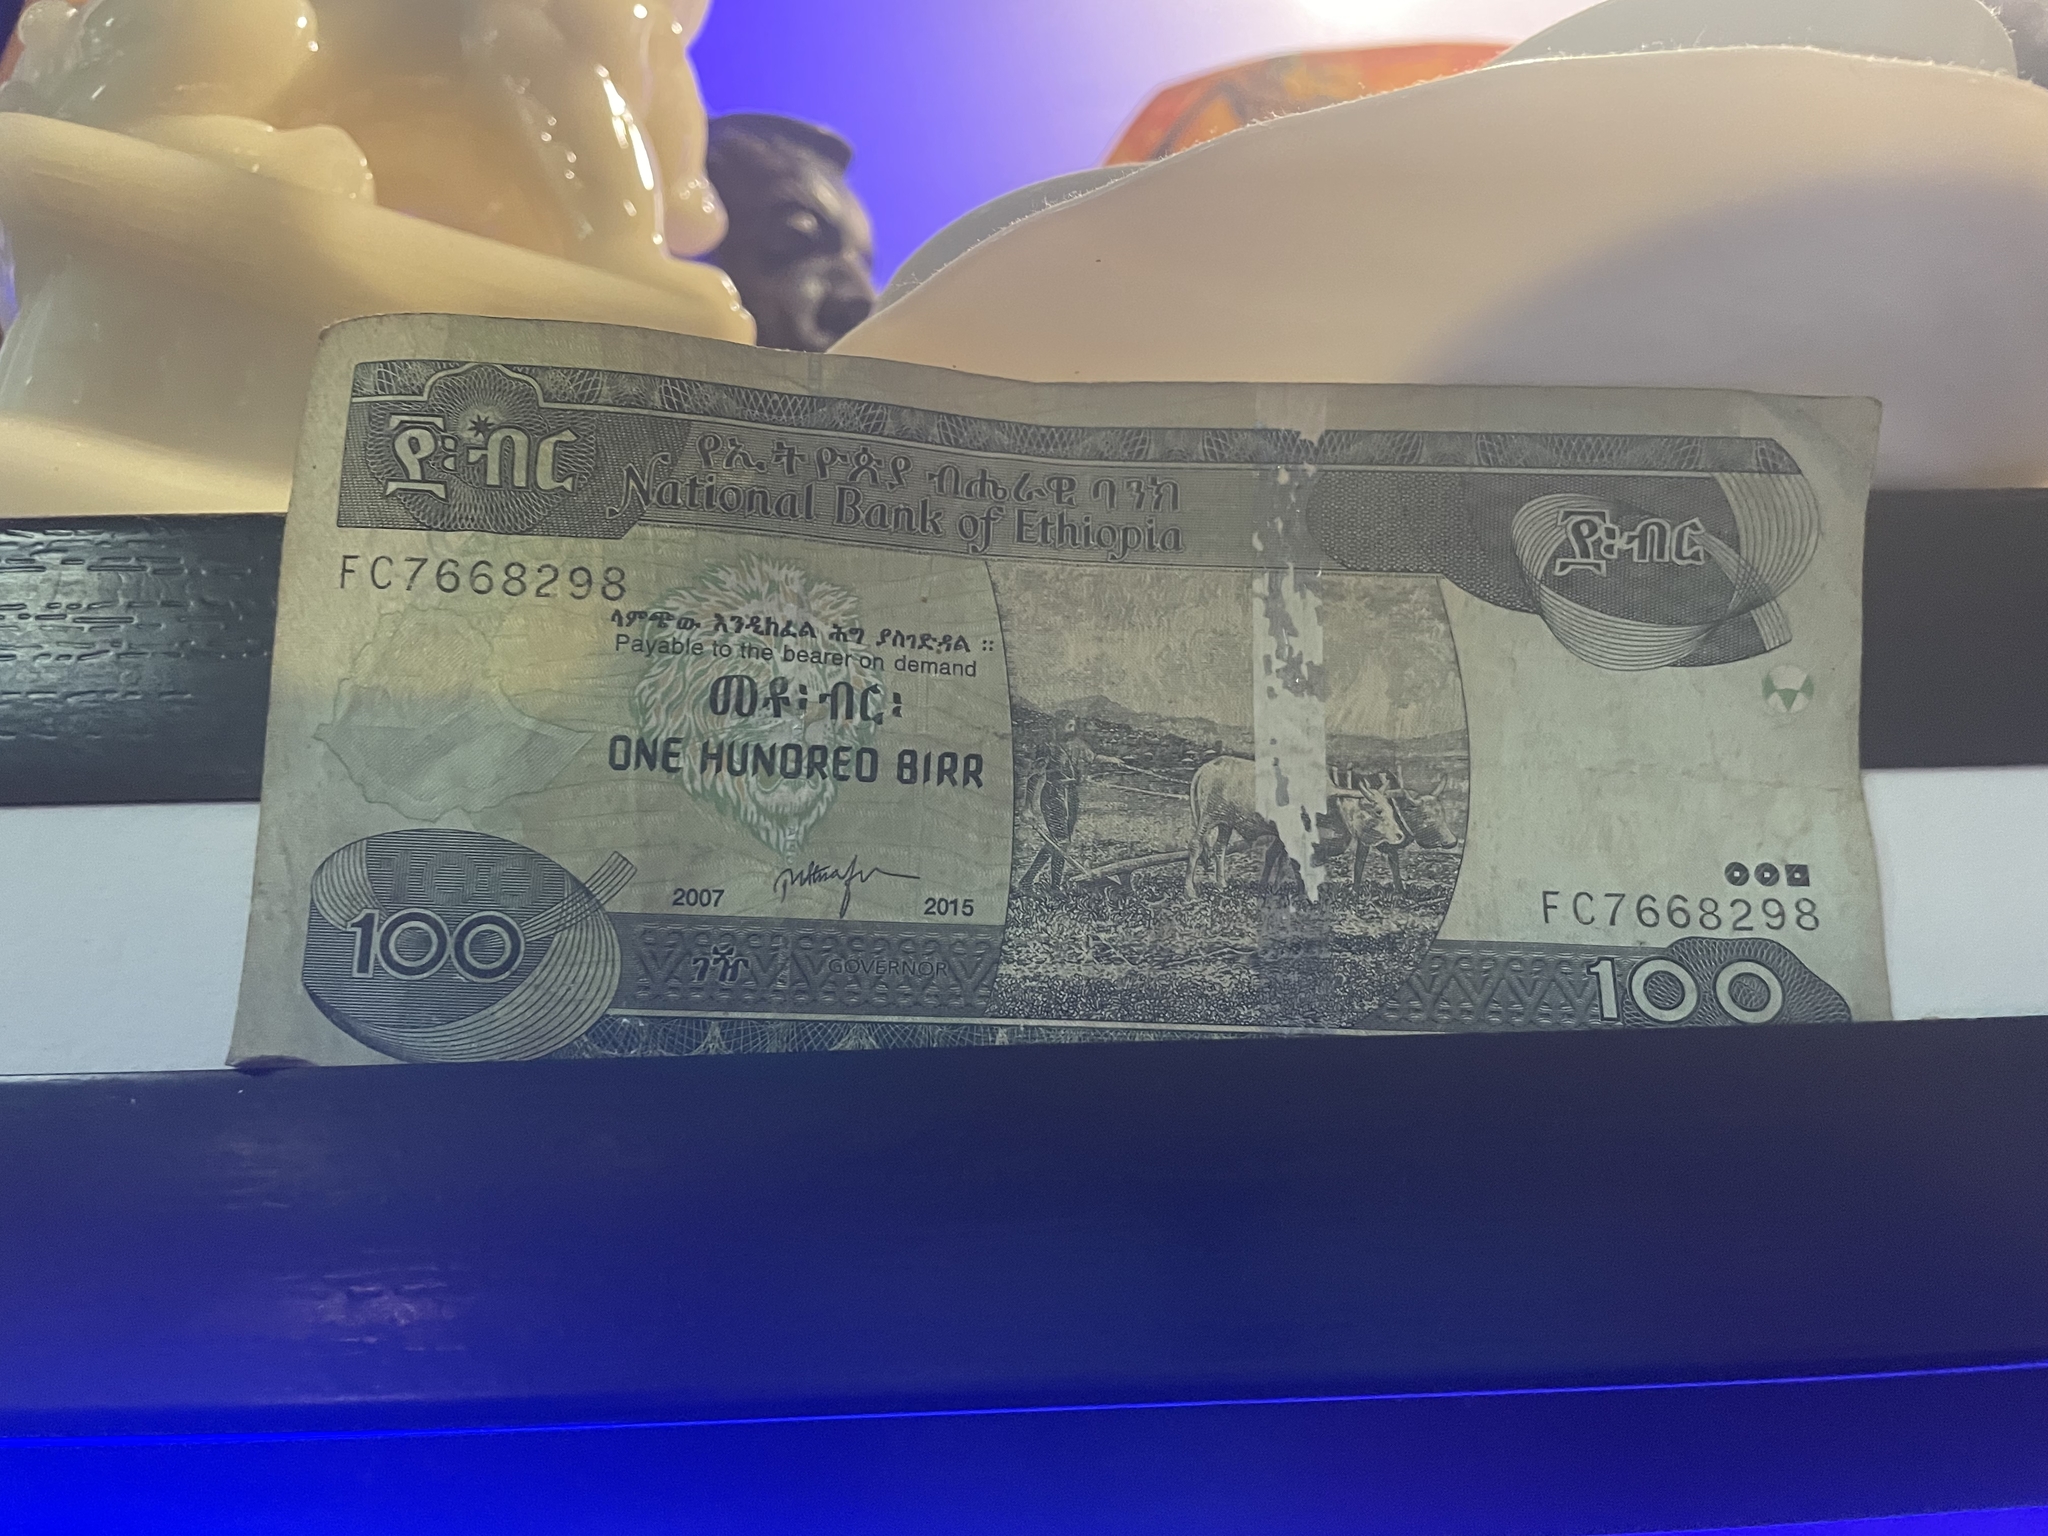 ፻፡ብር
የኢትዮጵያ ብሔራዊ ባንክ
National Bank of Ethiopia
፻፡ብር
FC7668298
ላምጭው እንዲከፈል ሕግ ያስገድዳል ።
Payable to the bearer on demand
መቶ፡ብር፡
ONE HUNDRED BIRR
2007
2015
FC7668298
100
100
ገዥ
GOVERNOR
100